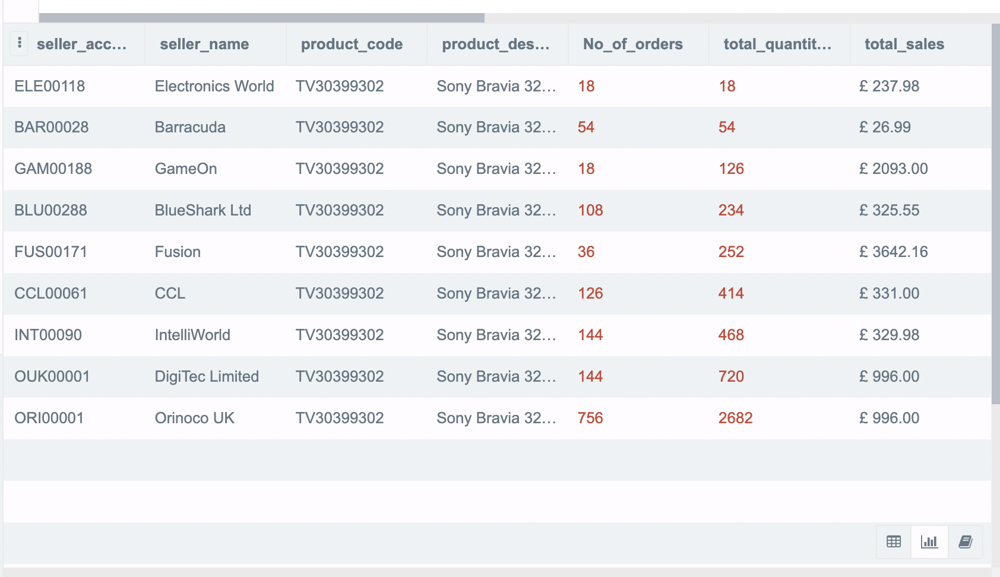 seller_acc... seller_name product_code product_des... No_of_orders total_quantit... total_sales
ELE00118 Electronics World TV30399302 Sony Bravia 32... 18 18 £ 237.98
BAR00028 Barracuda TV30399302 Sony Bravia 32... 54 54 £ 26.99
GAM00188 GameOn TV30399302 Sony Bravia 32... 18 126 £ 2093.00
BLU00288 BlueShark Ltd TV30399302 Sony Bravia 32... 108 234 £ 325.55
FUS00171 Fusion TV30399302 Sony Bravia 32... 36 252 £ 3642.16
CCL00061 CCL TV30399302 Sony Bravia 32... 126 414 £ 331.00
INT00090 IntelliWorld TV30399302 Sony Bravia 32... 144 468 £ 329.98
OUK00001 DigiTec Limited TV30399302 Sony Bravia 32... 144 720 £ 996.00
ORI00001 Orinoco UK TV30399302 Sony Bravia 32... 756 2682 £ 996.00